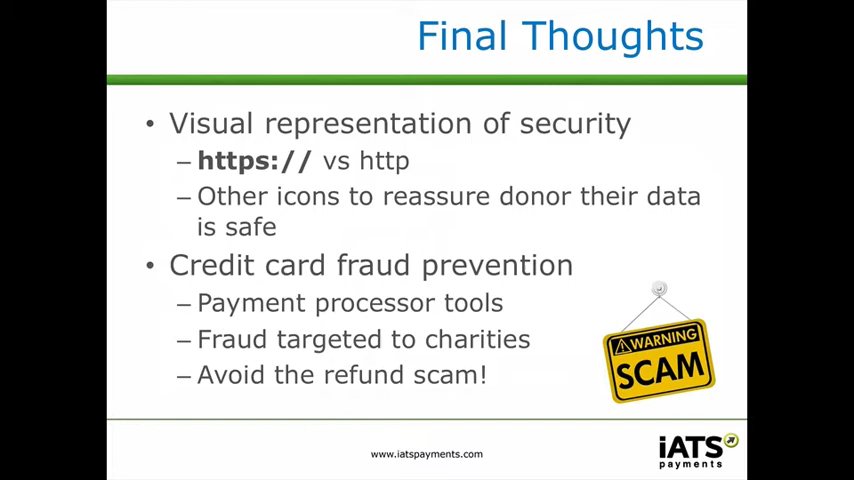 Final Thoughts
• Visual representation of security
– https:// vs http
– Other icons to reassure donor their data
is safe
• Credit card fraud prevention
– Payment processor tools
– Fraud targeted to charities
– Avoid the refund scam!
WARNING
SCAM
www.iatspayments.com
iATS
payments